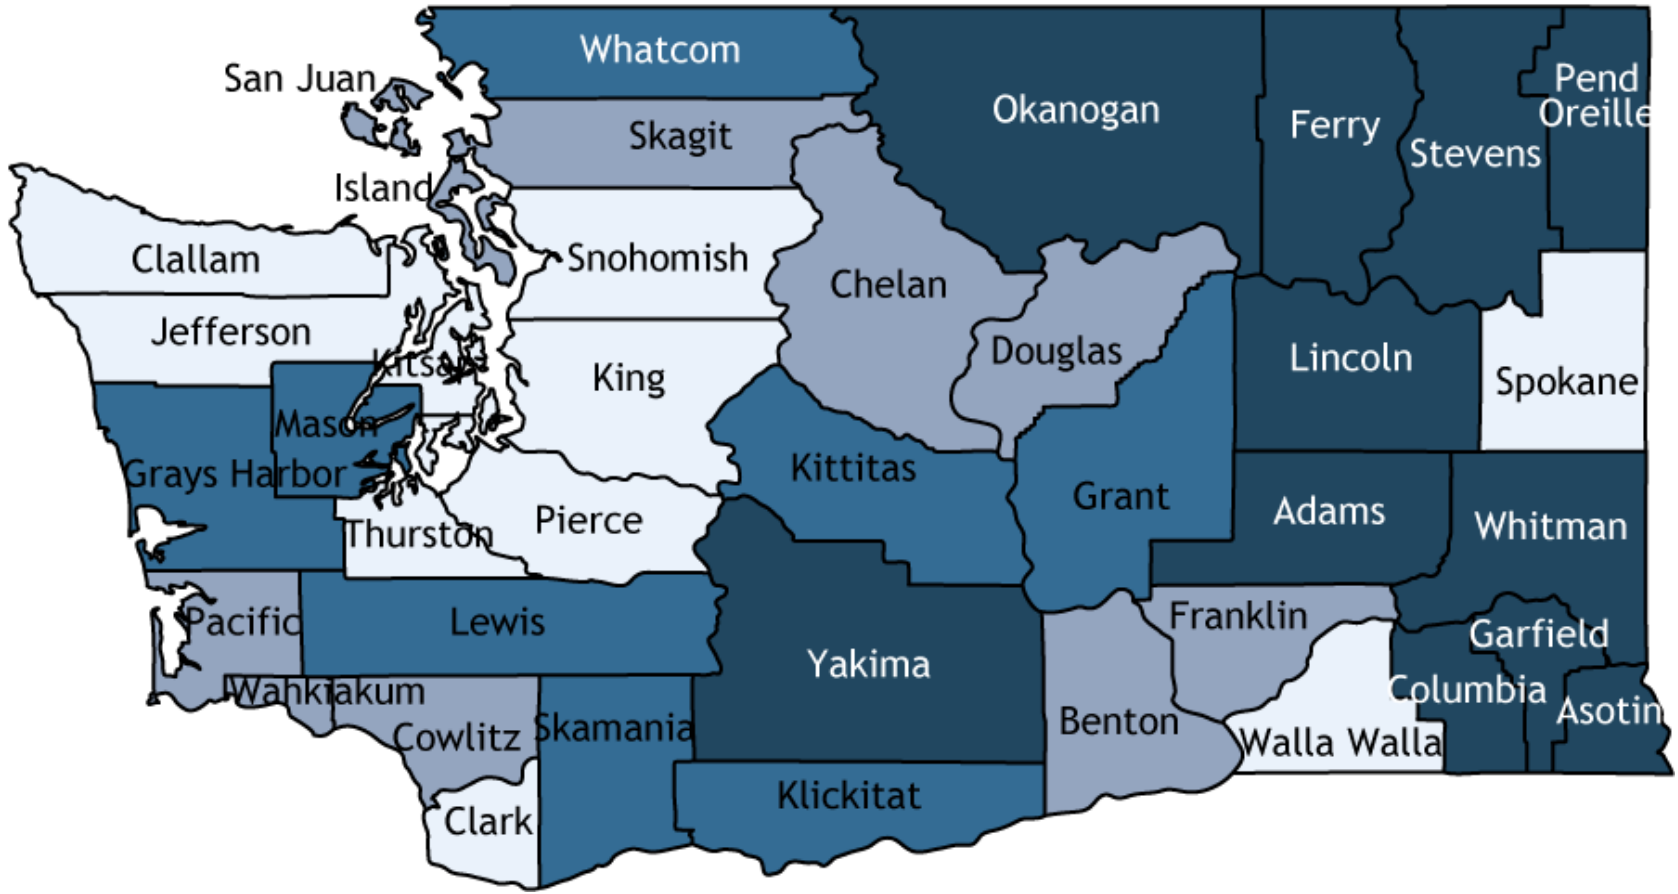 Whatcom
San Juan
Okanogan
Pend
Oreille
Ferry
Skagit
Stevens
Island
Clallam
Snohomish
Chelan
Jefferson
Douglas
Lincoln
Kitsap
King
Spokane
Mason
Grays Harbor
Kittitas
Grant
Adams
Whitman
Thurston
Pierce
Pacific
Lewis
Franklin
Garfield
Yakima
Wahkiakum
Columbia
Asotin
Cowlitz
Skamania
Benton
Walla Walla
Klickitat
Clark